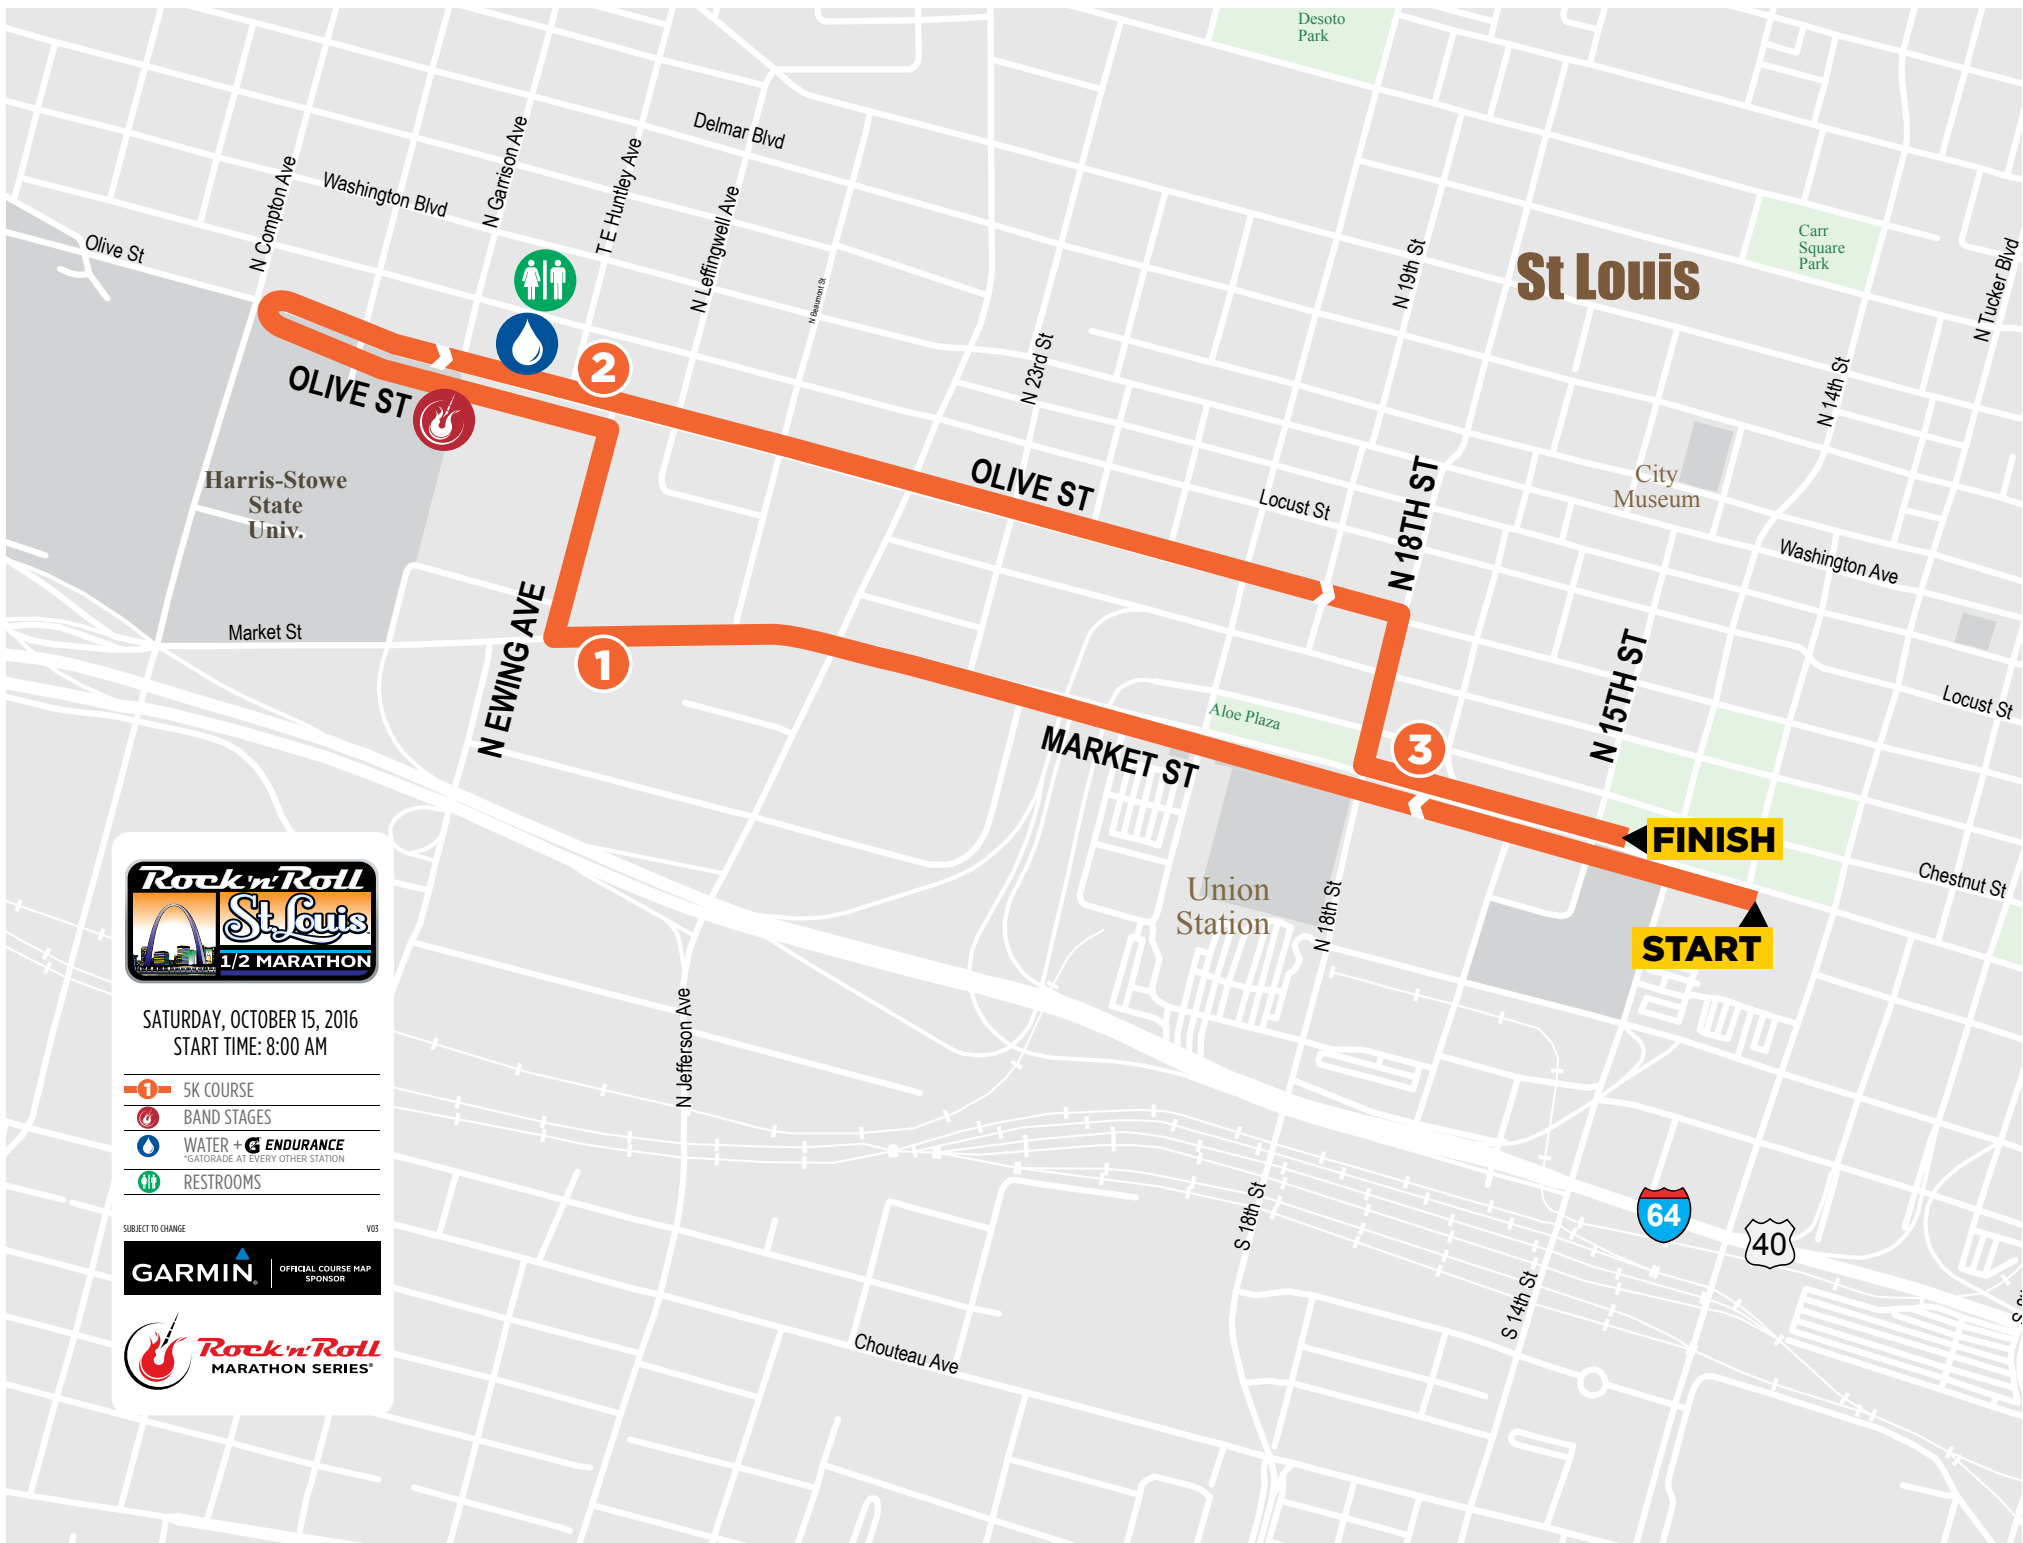 Desoto
Park
Delmar Blvd
N Garrison Ave
T E Huntley Ave
N Compton Ave
Washington Blvd
N Leffingwell Ave
Olive St
N Beaumont St
N 19th St
St Louis
Carr
Square
Park
N Tucker Blvd
N 23rd St
N 14th St
2
OLIVE ST
Harris-Stowe
State
Univ.
OLIVE ST
Locust St
N 18TH ST
City
Museum
Washington Ave
Market St
N EWING AVE
1
N 15TH ST
Locust St
Aloe Plaza
MARKET ST
3
FINISH
Chestnut St
START
Union
Station
N 18th St
N Jefferson Ave
S 18th St
64
40
S 14th St
Chouteau Ave
Rock 'n' Roll
St. Louis
1/2 MARATHON
SATURDAY, OCTOBER 15, 2016
START TIME: 8:00 AM
1 5K COURSE
BAND STAGES
WATER + G ENDURANCE
*GATORADE AT EVERY OTHER STATION
RESTROOMS
SUBJECT TO CHANGE V03
GARMIN® OFFICIAL COURSE MAP
SPONSOR
Rock 'n' Roll
MARATHON SERIES®